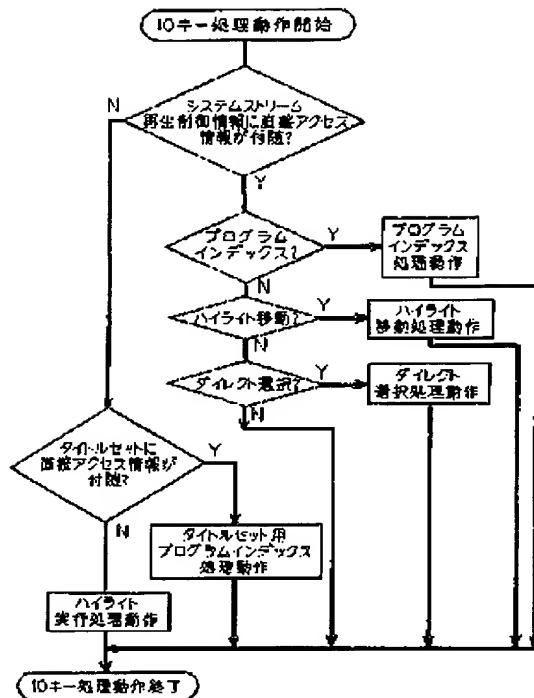 10キー処理動作開始
システムストリーム
再生制御情報に直接アクセス
情報が付随?
N
Y
プログラム
インデックス?
Y
プログラム
インデックス
処理動作
N
ハイライト移動?
Y
ハイライト
移動処理動作
N
ダイレクト選択?
Y
ダイレクト
選択処理動作
N
タイトルセットに
直接アクセス情報が
付随?
Y
N
タイトルセット用
プログラムインデックス
処理動作
ハイライト
実行処理動作
10キー処理動作終了